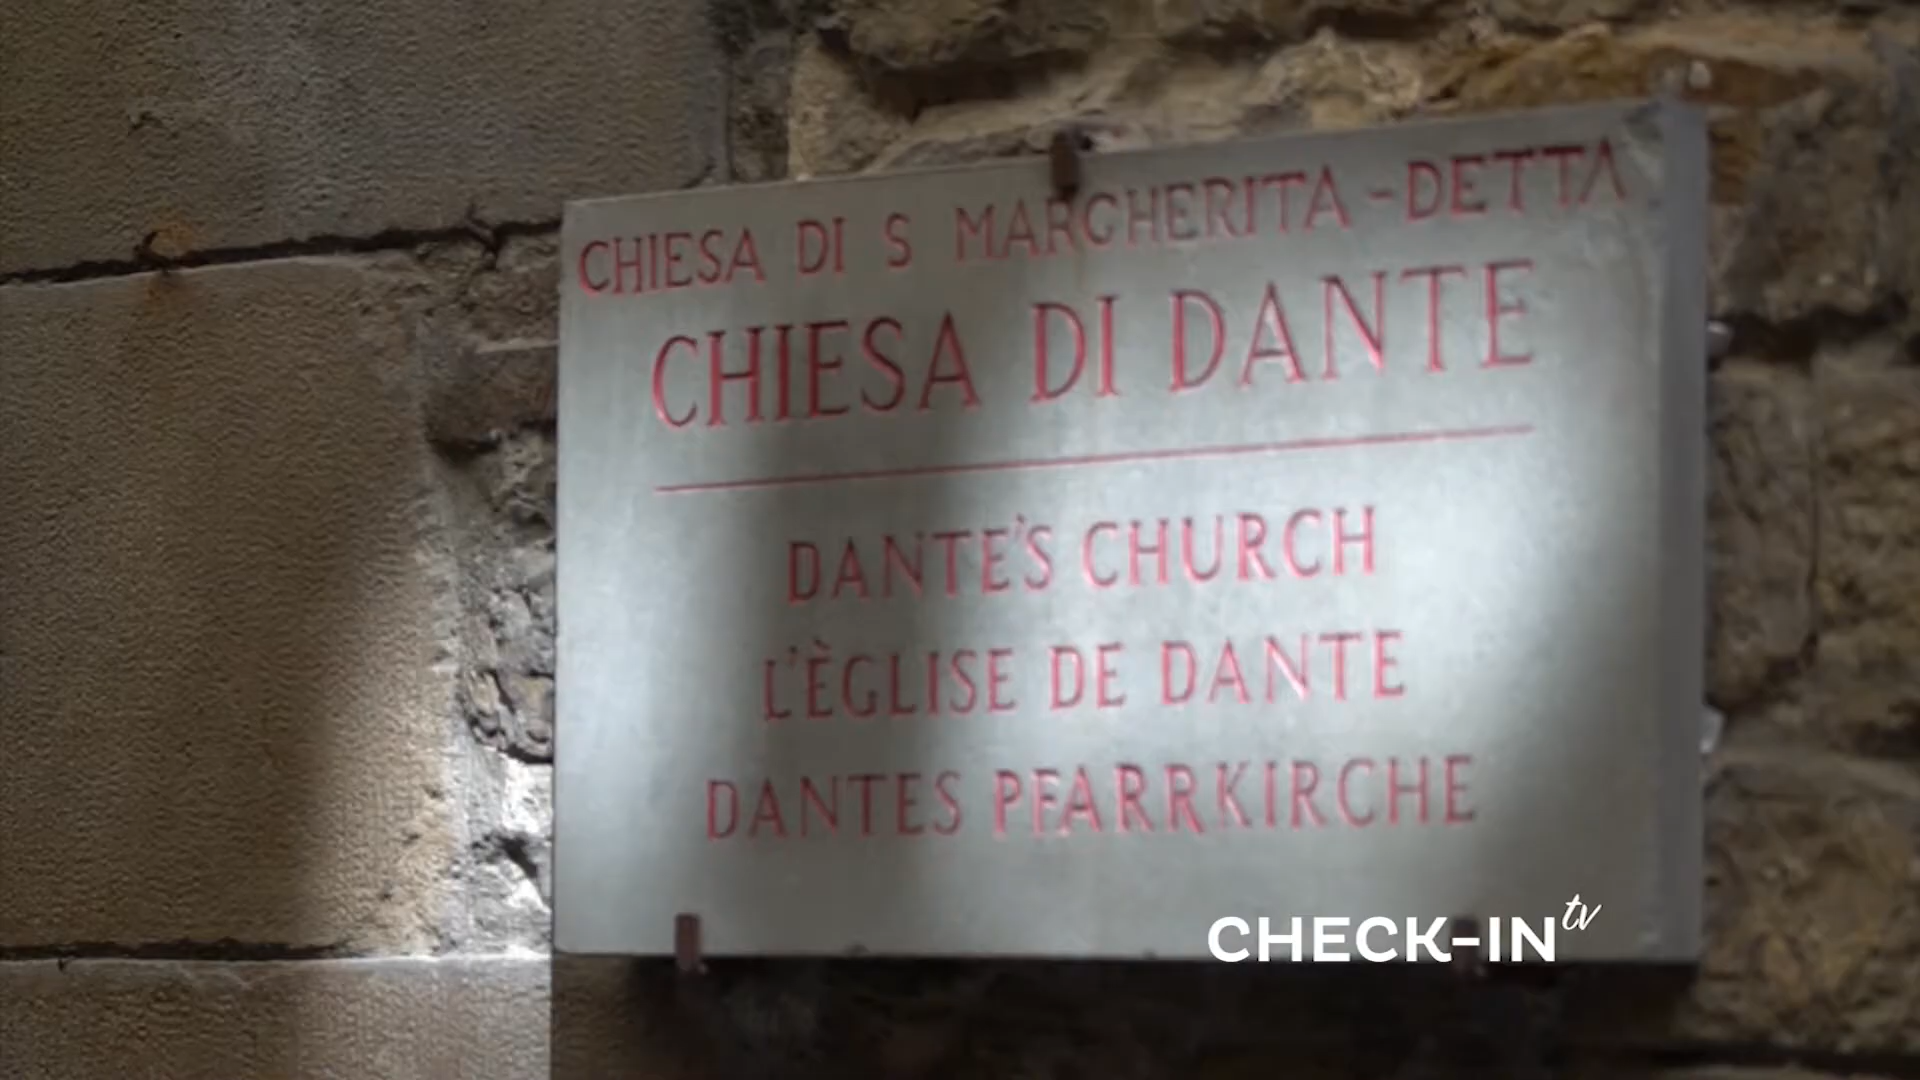 CHIESA DI S MARGHERITA - DETTA
CHIESA DI DANTE
DANTE'S CHURCH
L'ÈGLISE DE DANTE
DANTES PFARRKIRCHE
CHECK-IN tv